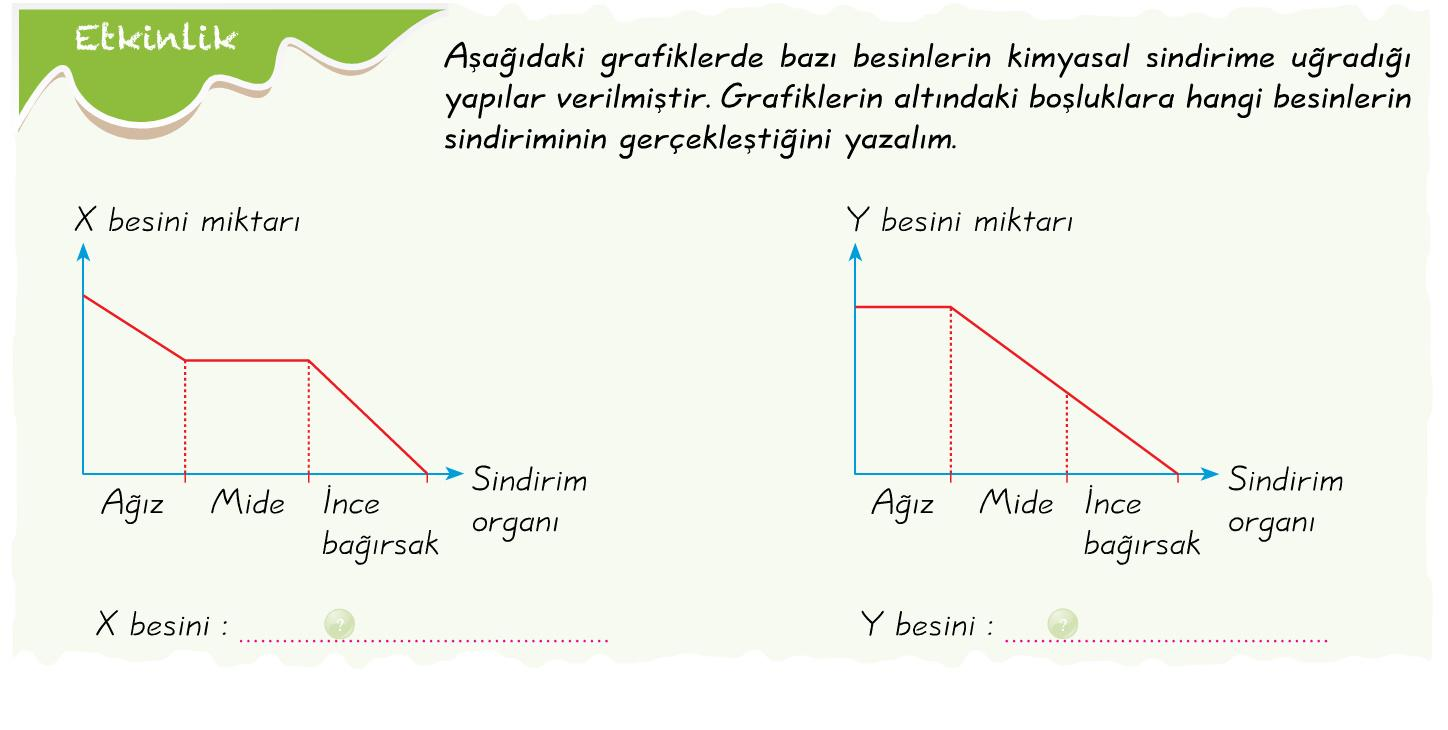 Etkinlik
Aşağıdaki grafiklerde bazı besinlerin kimyasal sindirime uğradığı
yapılar verilmiştir. Grafiklerin altındaki boşluklara hangi besinlerin
sindiriminin gerçekleştiğini yazalım.
X besini miktarı
Ağız Mide İnce
bağırsak
Sindirim
organı
X besini : ?
Y besini miktarı
Ağız Mide İnce
bağırsak
Sindirim
organı
Y besini : ?